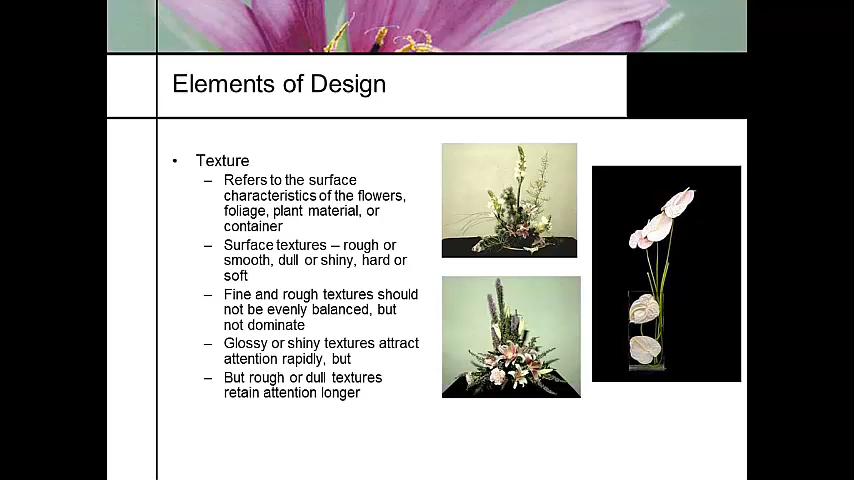 Elements of Design
• Texture
– Refers to the surface
characteristics of the flowers,
foliage, plant material, or
container
– Surface textures – rough or
smooth, dull or shiny, hard or
soft
– Fine and rough textures should
not be evenly balanced, but
not dominate
– Glossy or shiny textures attract
attention rapidly, but
– But rough or dull textures
retain attention longer